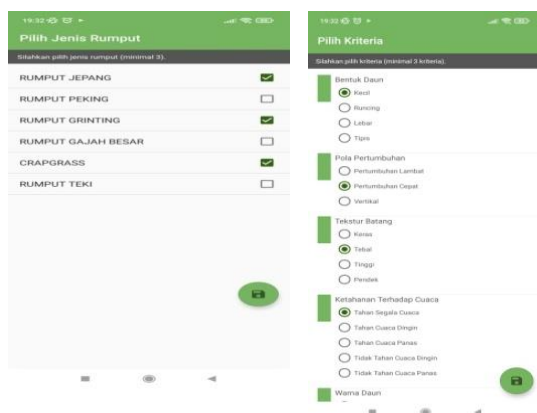 19:32
Pilih Jenis Rumput
Silahkan pilih jenis rumput (minimal 3).
RUMPUT JEPANG
RUMPUT PEKING
RUMPUT GRINTING
RUMPUT GAJAH BESAR
CRAPGRASS
RUMPUT TEKI
19:32
Pilih Kriteria
Silahkan pilih kriteria (minimal 3 kriteria).
Bentuk Daun
Kecil
Runcing
Lebar
Tipis
Pola Pertumbuhan
Pertumbuhan Lambat
Pertumbuhan Cepat
Vertikal
Tekstur Batang
Keras
Tebal
Tinggi
Pendek
Ketahanan Terhadap Cuaca
Tahan Segala Cuaca
Tahan Cuaca Dingin
Tahan Cuaca Panas
Tidak Tahan Cuaca Dingin
Tidak Tahan Cuaca Panas
Warna Daun